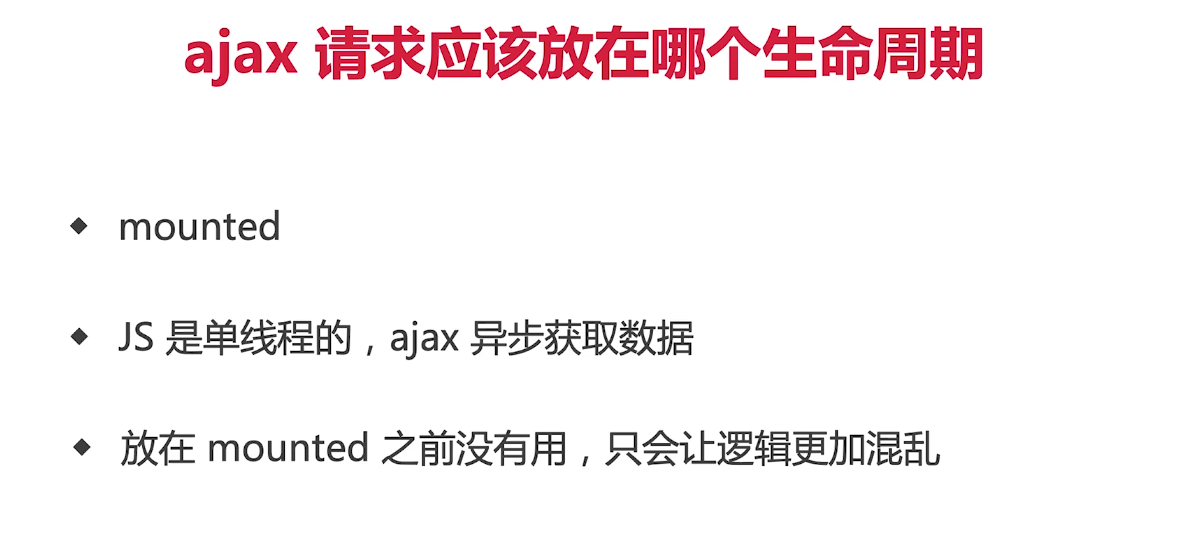 ajax 请求应该放在哪个生命周期
◆ mounted
◆ JS 是单线程的，ajax 异步获取数据
◆ 放在 mounted 之前没有用，只会让逻辑更加混乱